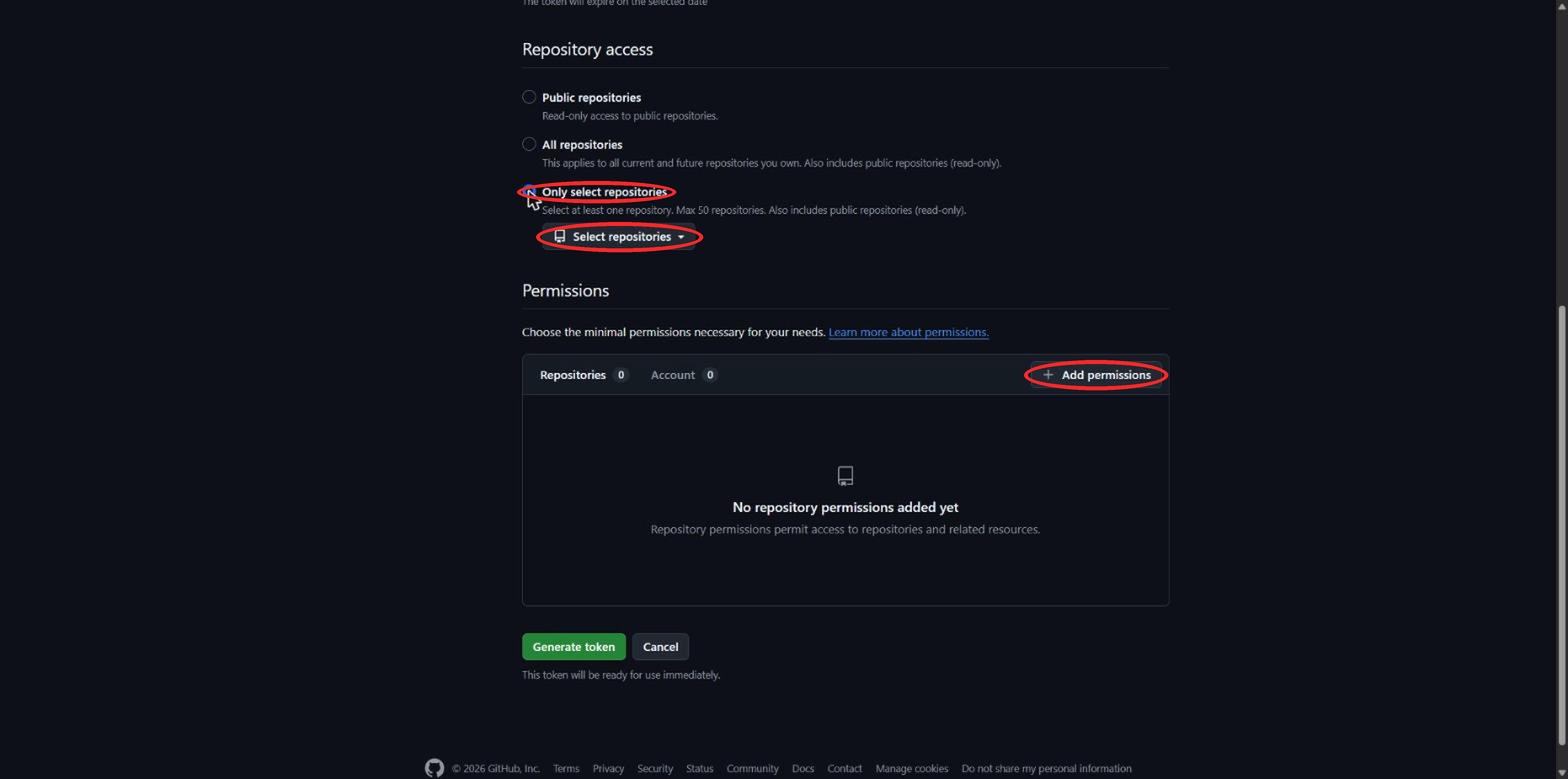 The token will expire on the selected date
Repository access
Public repositories
Read-only access to public repositories.
All repositories
This applies to all current and future repositories you own. Also includes public repositories (read-only).
Only select repositories
Select at least one repository. Max 50 repositories. Also includes public repositories (read-only).
Select repositories
Permissions
Choose the minimal permissions necessary for your needs. Learn more about permissions.
Repositories 0 Account 0 + Add permissions
No repository permissions added yet
Repository permissions permit access to repositories and related resources.
Generate token Cancel
This token will be ready for use immediately.
© 2026 GitHub, Inc. Terms Privacy Security Status Community Docs Contact Manage cookies Do not share my personal information